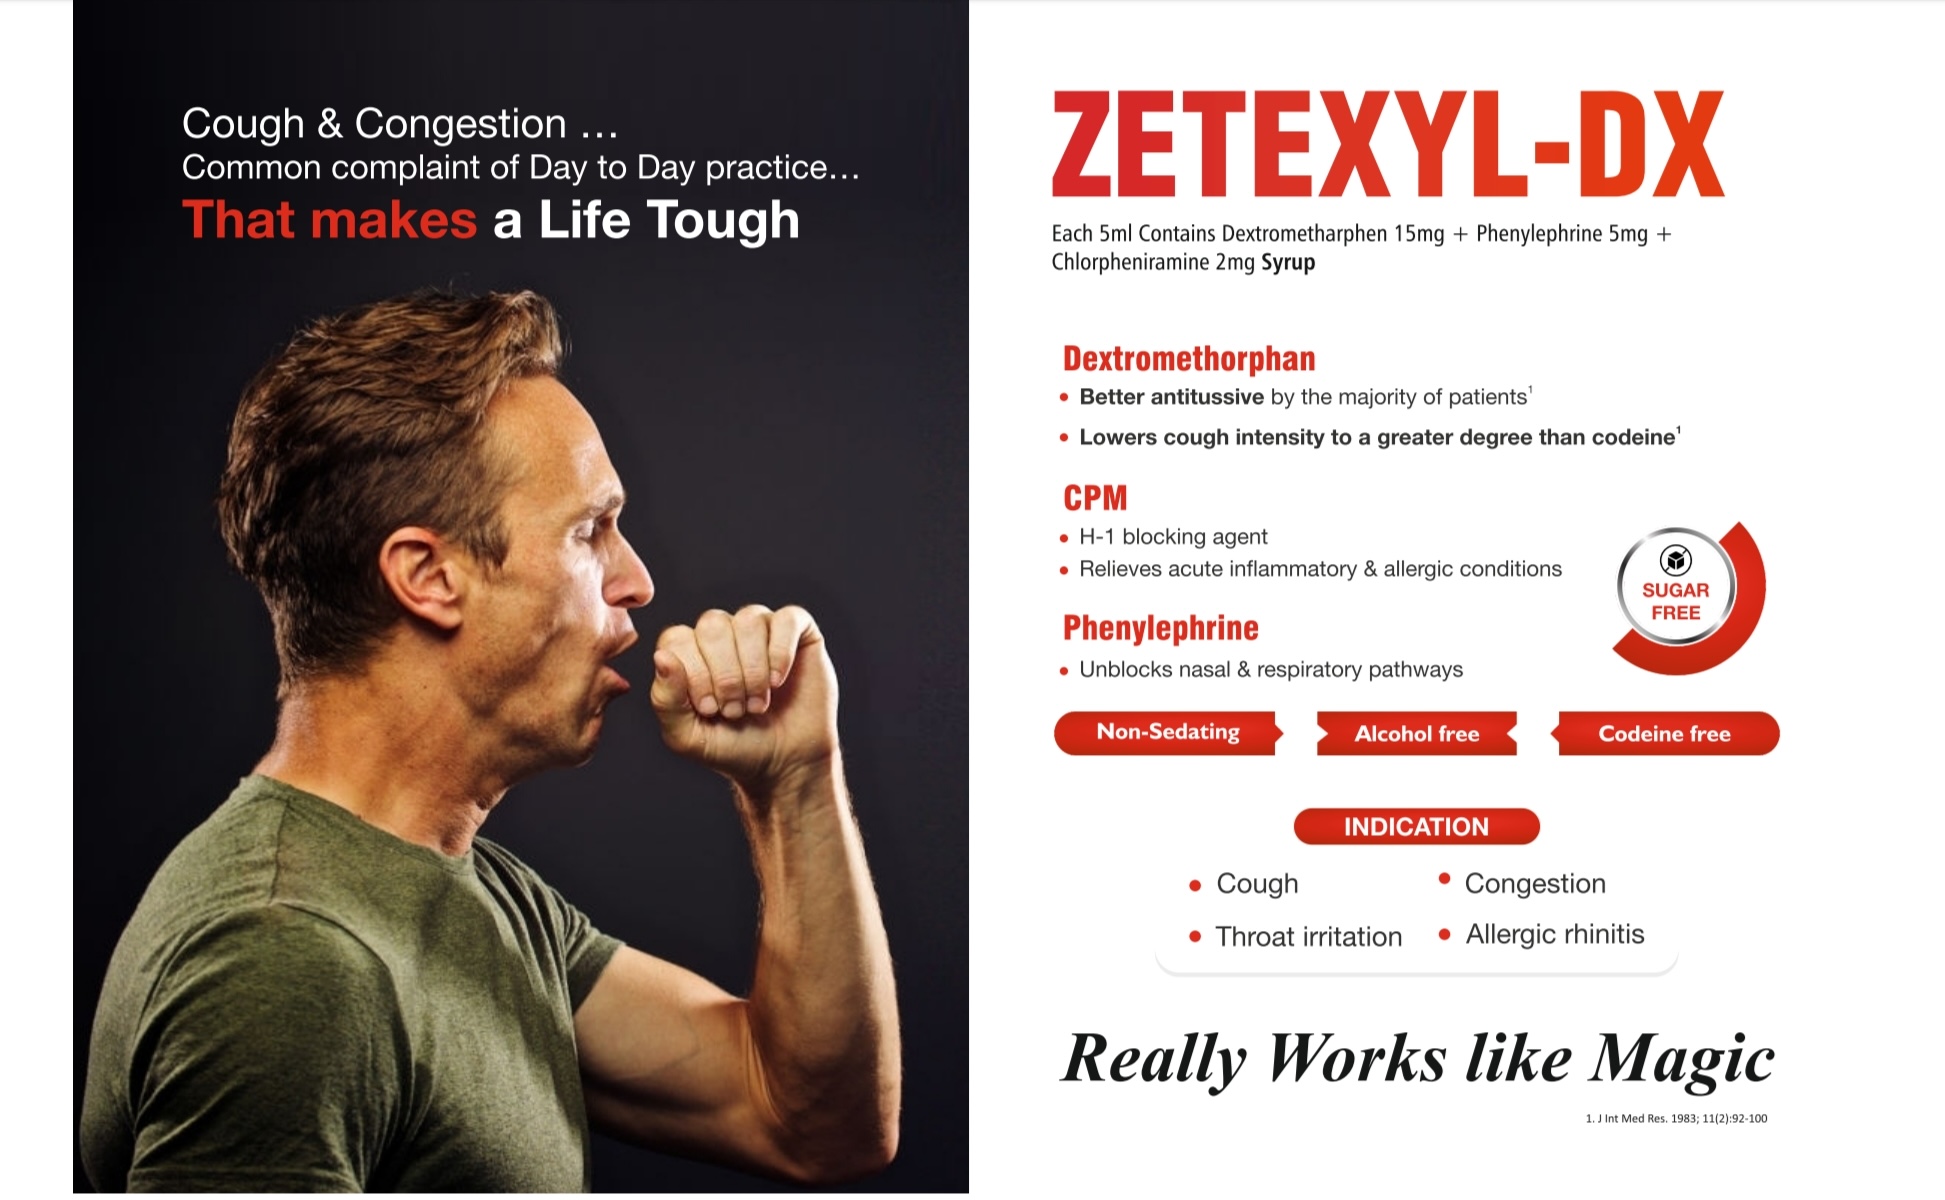 Cough & Congestion ...
Common complaint of Day to Day practice...
That makes a Life Tough
ZETEXYL-DX
Each 5ml Contains Dextrometharphen 15mg + Phenylephrine 5mg +
Chlorpheniramine 2mg Syrup
Dextromethorphan
• Better antitussive by the majority of patients¹
• Lowers cough intensity to a greater degree than codeine¹
CPM
• H-1 blocking agent
• Relieves acute inflammatory & allergic conditions
SUGAR
FREE
Phenylephrine
• Unblocks nasal & respiratory pathways
Non-Sedating Alcohol free Codeine free
INDICATION
• Cough • Congestion
• Throat irritation • Allergic rhinitis
Really Works like Magic
1. J Int Med Res. 1983; 11(2):92-100